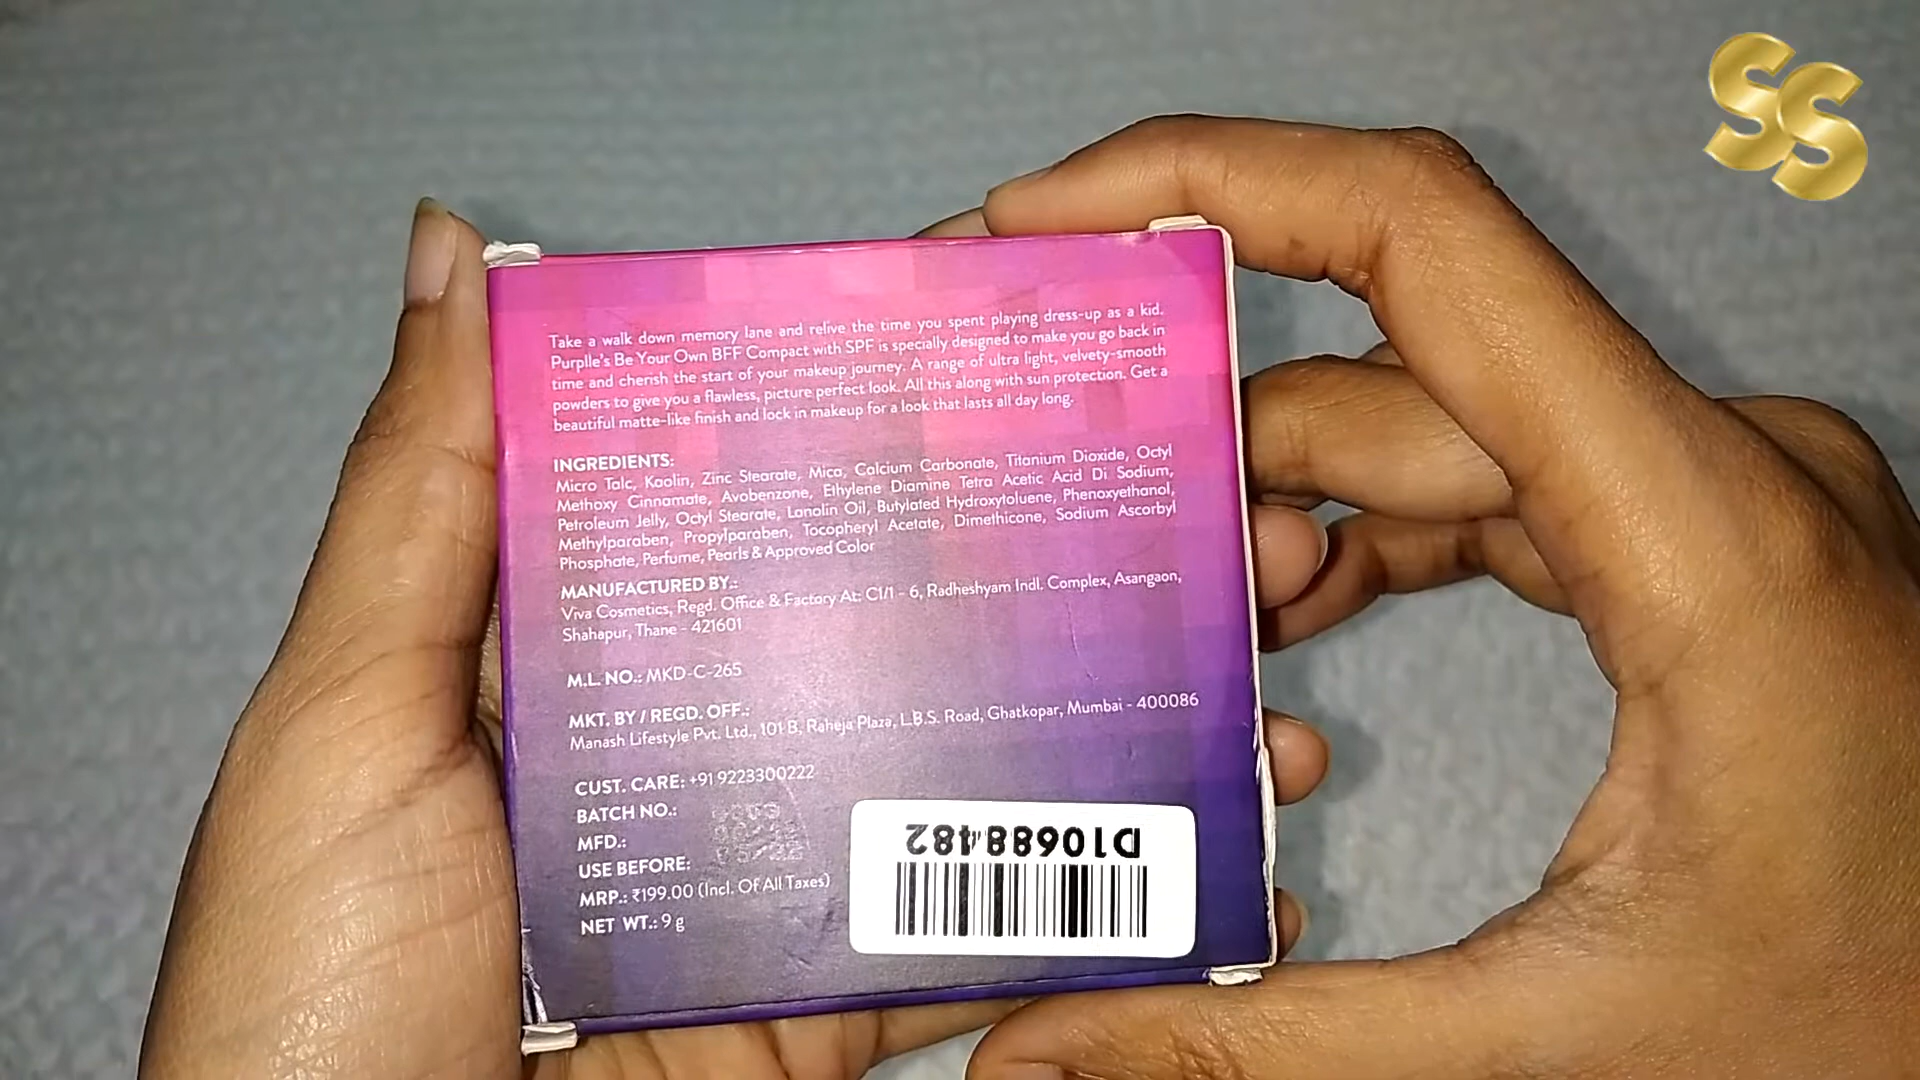 SS
Take a walk down memory lane and relive the time you spent playing dress-up as a kid.
Purplle's Be Your Own BFF Compact with SPF is specially designed to make you go back in
time and cherish the start of your makeup journey. A range of ultra light, velvety-smooth
powders to give you a flawless, picture perfect look. All this along with sun protection. Get a
beautiful matte-like finish and lock in makeup for a look that lasts all day long.
INGREDIENTS:
Micro Talc, Kaolin, Zinc Stearate, Mica, Calcium Carbonate, Titanium Dioxide, Octyl
Methoxy Cinnamate, Avobenzone, Ethylene Diamine Tetra Acetic Acid Di Sodium,
Petroleum Jelly, Octyl Stearate, Lanolin Oil, Butylated Hydroxytoluene, Phenoxyethanol,
Methylparaben, Propylparaben, Tocopheryl Acetate, Dimethicone, Sodium Ascorbyl
Phosphate, Perfume, Pearls & Approved Color
MANUFACTURED BY.:
Viva Cosmetics, Regd. Office & Factory At: C1/1 - 6, Radheshyam Indl. Complex, Asangaon,
Shahapur, Thane - 421601
M.L. NO.: MKD-C-265
MKT. BY / REGD. OFF.:
Manash Lifestyle Pvt. Ltd., 101 B, Raheja Plaza, L.B.S. Road, Ghatkopar, Mumbai - 400086
CUST. CARE: +91 9223300222
BATCH NO.:
MFD.:
USE BEFORE:
MRP.: ₹199.00 (Incl. Of All Taxes)
NET WT.: 9 g
D10688482